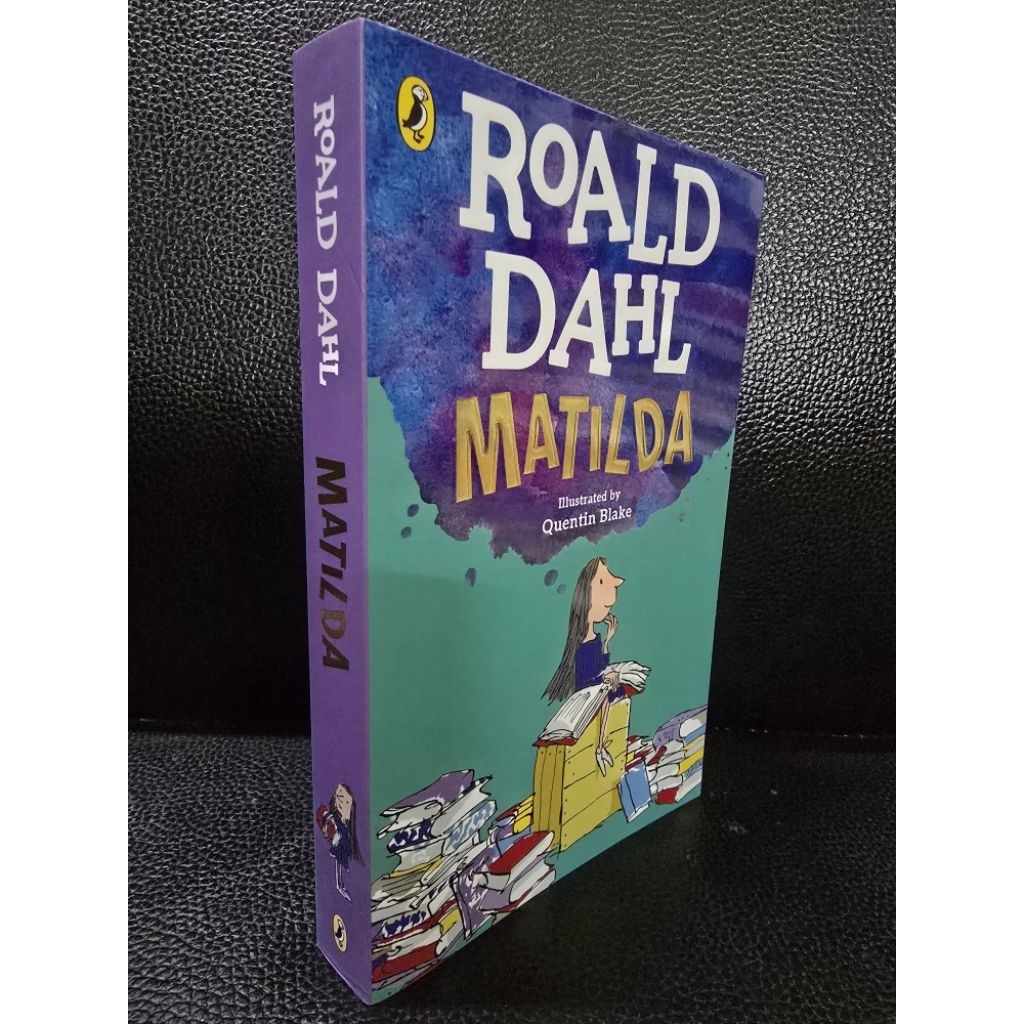 ROALD DAHL MATILDA
ROALD
DAHL
MATILDA
Illustrated by
Quentin Blake